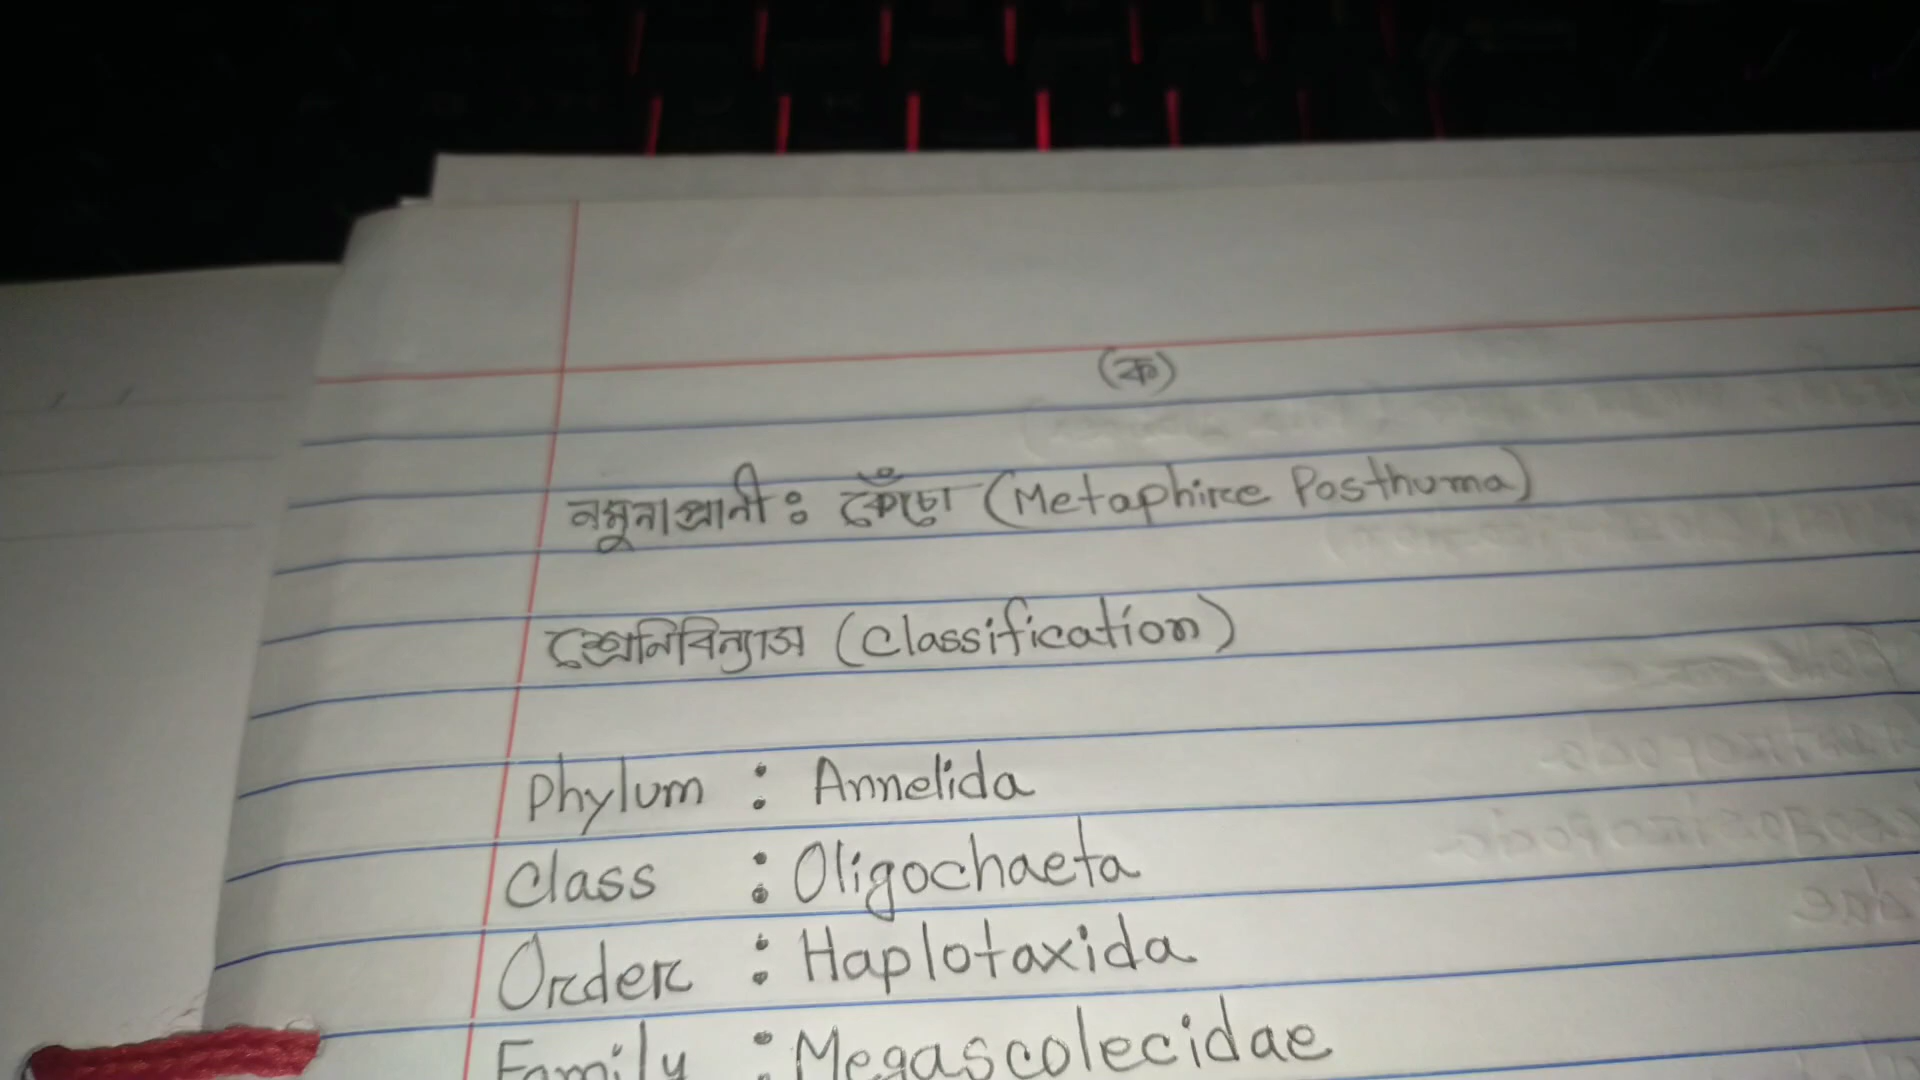 (ক)
নমুনা প্রানী : কেঁচো (Metaphire Posthuma)
শ্রেনিবিন্যাস (Classification)
Phylum : Annelida
Class : Oligochaeta
Order : Haplotaxida
Family : Megascolecidae